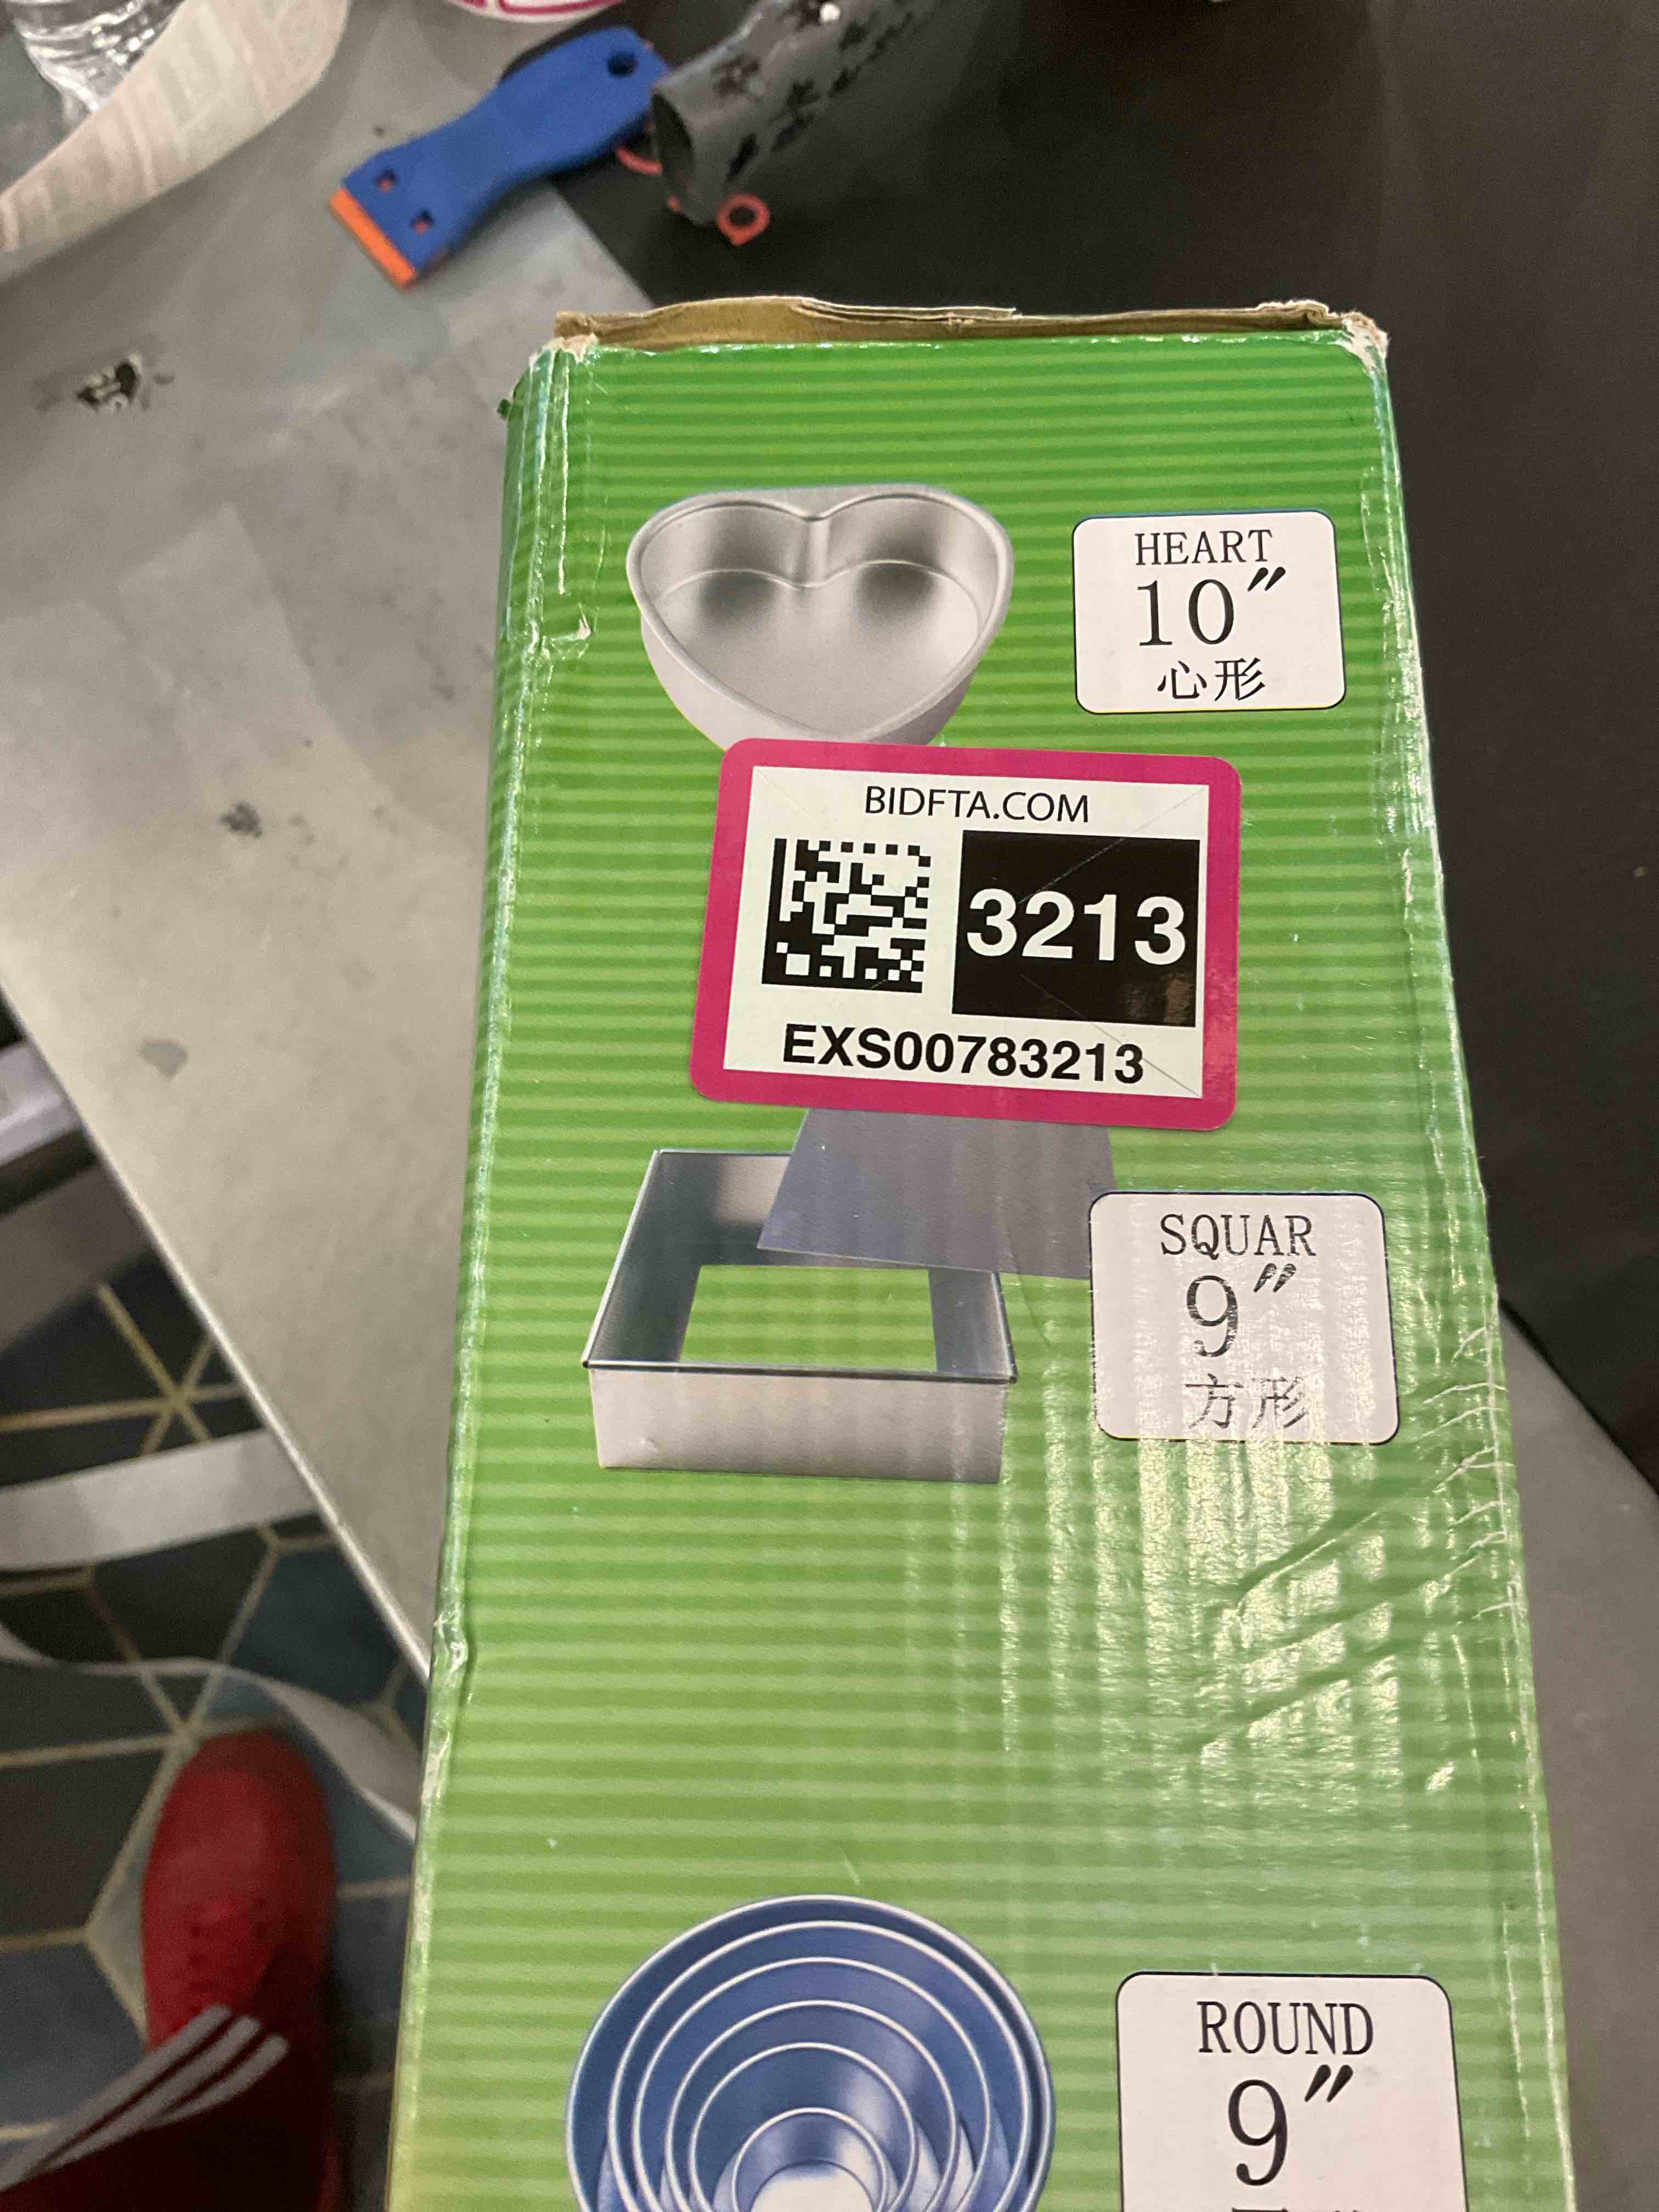 HEART
10″
心形
BIDFTA.COM
3213
EXS00783213
SQUAR
9″
方形
ROUND
9″